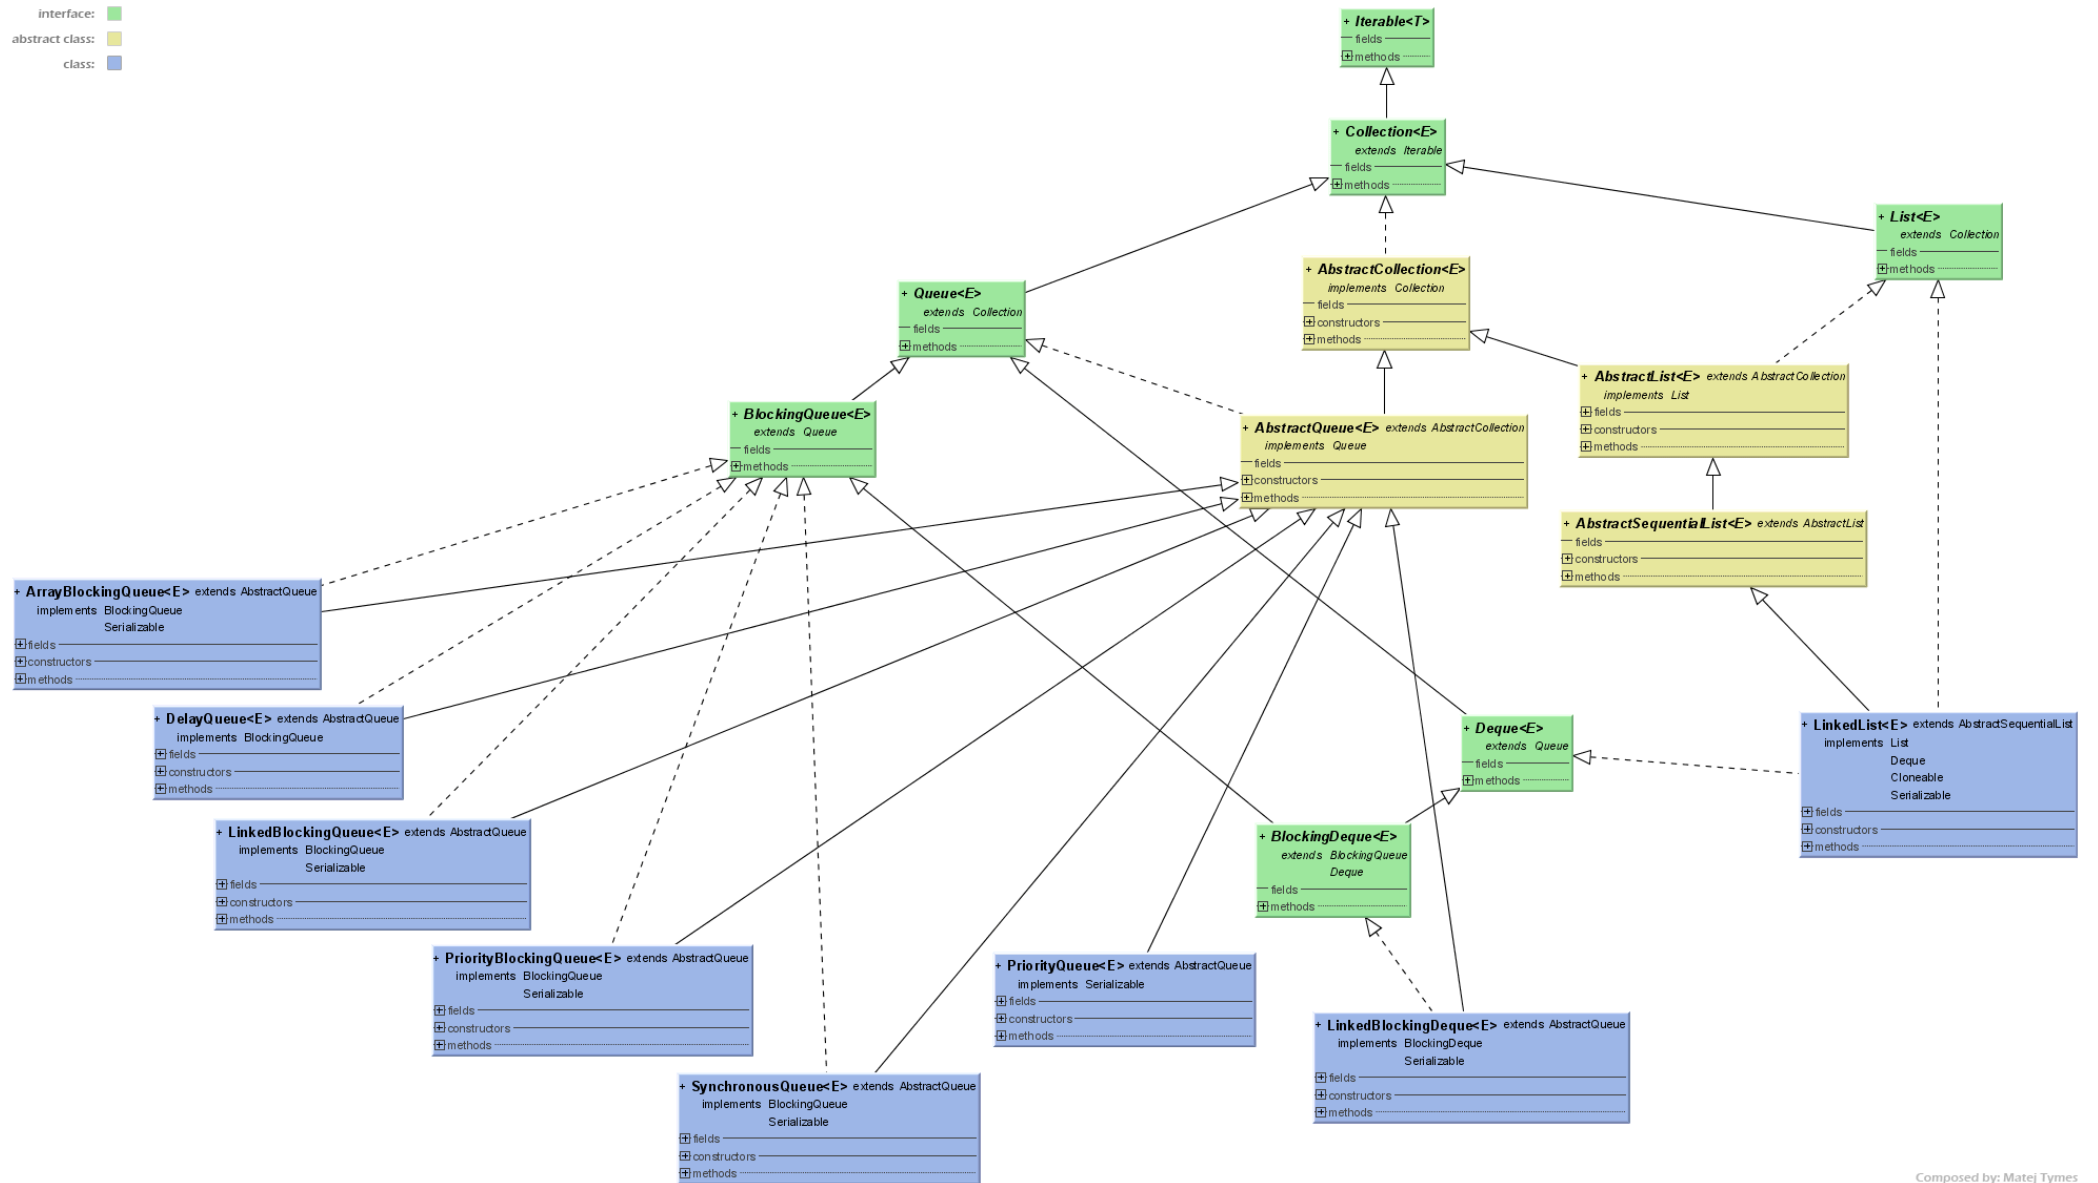 interface:
abstract class:
class:
+ Iterable<T>
fields
methods
+ Collection<E>
extends Iterable
fields
methods
+ List<E>
extends Collection
fields
methods
+ AbstractCollection<E>
implements Collection
fields
constructors
methods
+ Queue<E>
extends Collection
fields
methods
+ AbstractList<E> extends AbstractCollection
implements List
fields
constructors
methods
+ BlockingQueue<E>
extends Queue
fields
methods
+ AbstractQueue<E> extends AbstractCollection
implements Queue
fields
constructors
methods
+ AbstractSequentialList<E> extends AbstractList
fields
constructors
methods
+ ArrayBlockingQueue<E> extends AbstractQueue
implements BlockingQueue
Serializable
fields
constructors
methods
+ DelayQueue<E> extends AbstractQueue
implements BlockingQueue
fields
constructors
methods
+ Deque<E>
extends Queue
fields
methods
+ LinkedList<E> extends AbstractSequentialList
implements List
Deque
Cloneable
Serializable
fields
constructors
methods
+ LinkedBlockingQueue<E> extends AbstractQueue
implements BlockingQueue
Serializable
fields
constructors
methods
+ BlockingDeque<E>
extends BlockingQueue
Deque
fields
methods
+ PriorityBlockingQueue<E> extends AbstractQueue
implements BlockingQueue
Serializable
fields
constructors
methods
+ PriorityQueue<E> extends AbstractQueue
implements Serializable
fields
constructors
methods
+ LinkedBlockingDeque<E> extends AbstractQueue
implements BlockingDeque
Serializable
fields
constructors
methods
+ SynchronousQueue<E> extends AbstractQueue
implements BlockingQueue
Serializable
fields
constructors
methods
Composed by: Matej Tymes